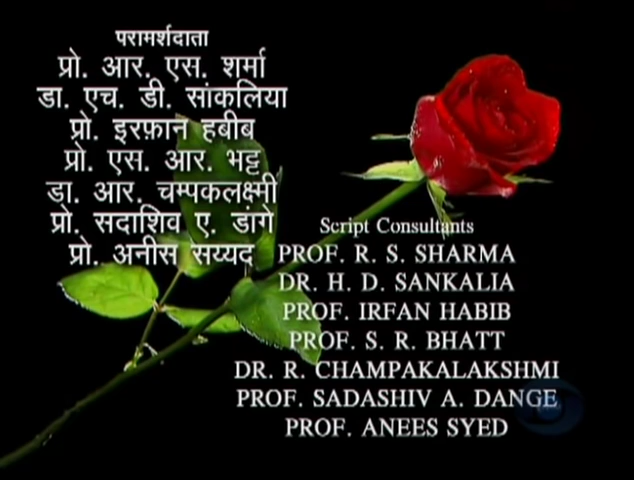 परामर्शदाता
प्रो. आर. एस. शर्मा
डा. एच. डी. सांकलिया
प्रो. इरफ़ान हबीब
प्रो. एस. आर. भट्ट
डा. आर. चम्पकलक्ष्मी
प्रो. सदाशिव ए. डांगे
प्रो. अनीस सय्यद
Script Consultants
PROF. R. S. SHARMA
DR. H. D. SANKALIA
PROF. IRFAN HABIB
PROF. S. R. BHATT
DR. R. CHAMPAKALAKSHMI
PROF. SADASHIV A. DANGE
PROF. ANEES SYED